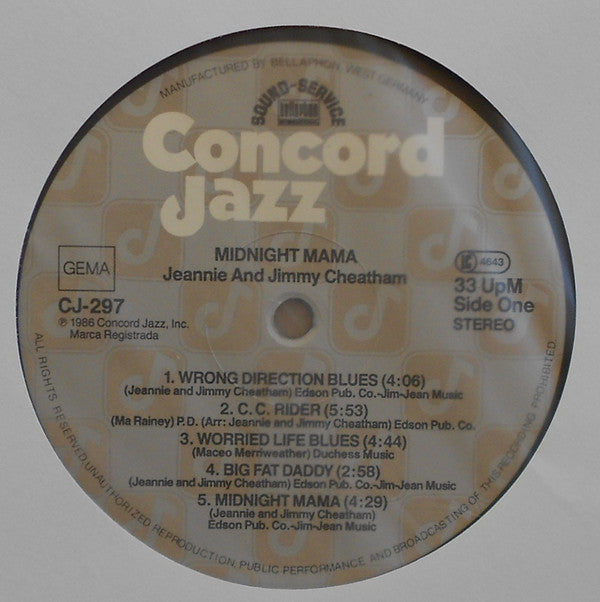 MANUFACTURED BY BELLAPHON, WEST GERMANY
SOUND-SERVICE
bellaphon
Concord
Jazz
MIDNIGHT MAMA
Jeannie And Jimmy Cheatham
GEMA
LC 4643
CJ-297
33 UpM
Side One
℗ 1986 Concord Jazz, Inc.
Marca Registrada
STEREO
1. WRONG DIRECTION BLUES (4:06)
(Jeannie and Jimmy Cheatham) Edson Pub. Co.-Jim-Jean Music
2. C. C. RIDER (5:53)
(Ma Rainey) P.D. (Arr: Jeannie and Jimmy Cheatham) Edson Pub. Co.
3. WORRIED LIFE BLUES (4:44)
(Maceo Merriweather) Duchess Music
4. BIG FAT DADDY (2:58)
(Jeannie and Jimmy Cheatham) Edson Pub. Co.-Jim-Jean Music
5. MIDNIGHT MAMA (4:29)
(Jeannie and Jimmy Cheatham)
Edson Pub. Co.-Jim-Jean Music
ALL RIGHTS RESERVED. UNAUTHORIZED REPRODUCTION, PUBLIC PERFORMANCE AND BROADCASTING OF THIS RECORDING PROHIBITED.